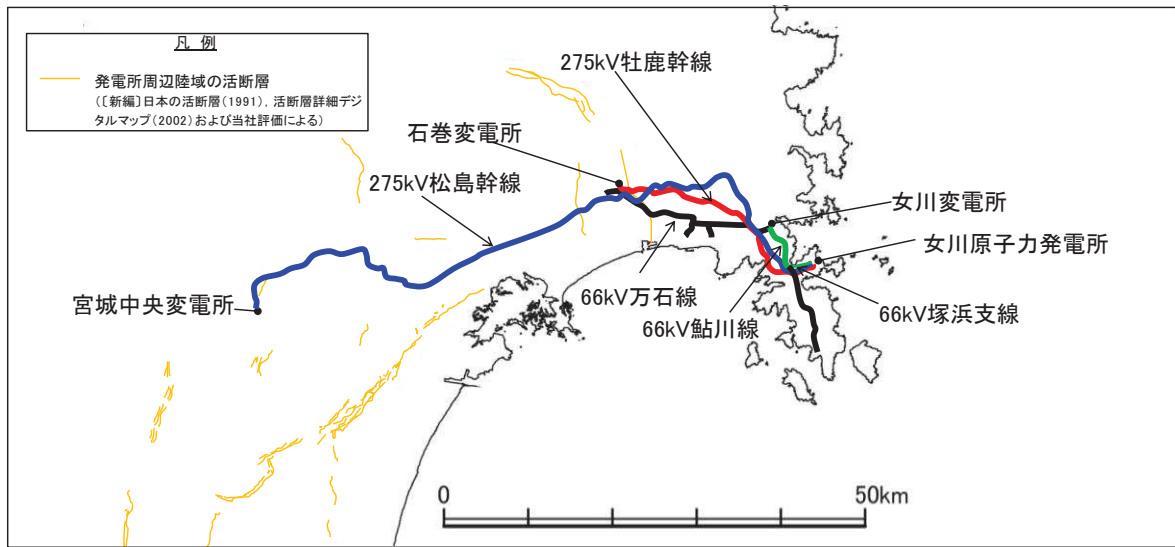 凡 例
発電所周辺陸域の活断層
(〔新編〕日本の活断層(1991)，活断層詳細デジ
タルマップ(2002)および当社評価による)
275kV牡鹿幹線
石巻変電所
275kV松島幹線
女川変電所
女川原子力発電所
宮城中央変電所
66kV万石線
66kV塚浜支線
66kV鮎川線
0
50km